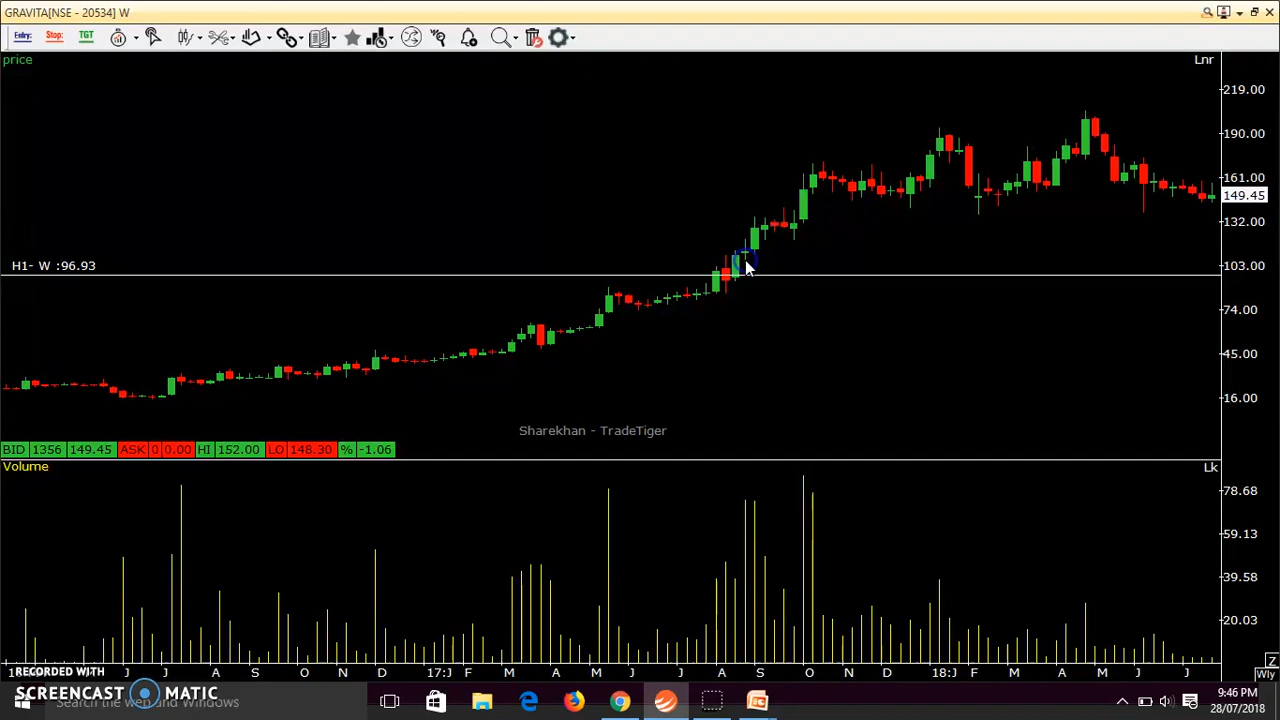 GRAVITA[NSE - 20534] W
Entry: Stop: TGT
price Lnr
219.00
190.00
161.00
149.45
132.00
H1- W :96.93
103.00
74.00
45.00
16.00
Sharekhan - TradeTiger
BID 1356 149.45 ASK 0 0.00 HI 152.00 LO 148.30 % -1.06
Volume Lk
78.68
59.13
39.58
20.03
J J A S O N D 17:J F M A M J J A S O N D 18:J F M A M J J
Z
Wly
RECORDED WITH
SCREENCAST MATIC
Search the web and Windows
9:46 PM
28/07/2018